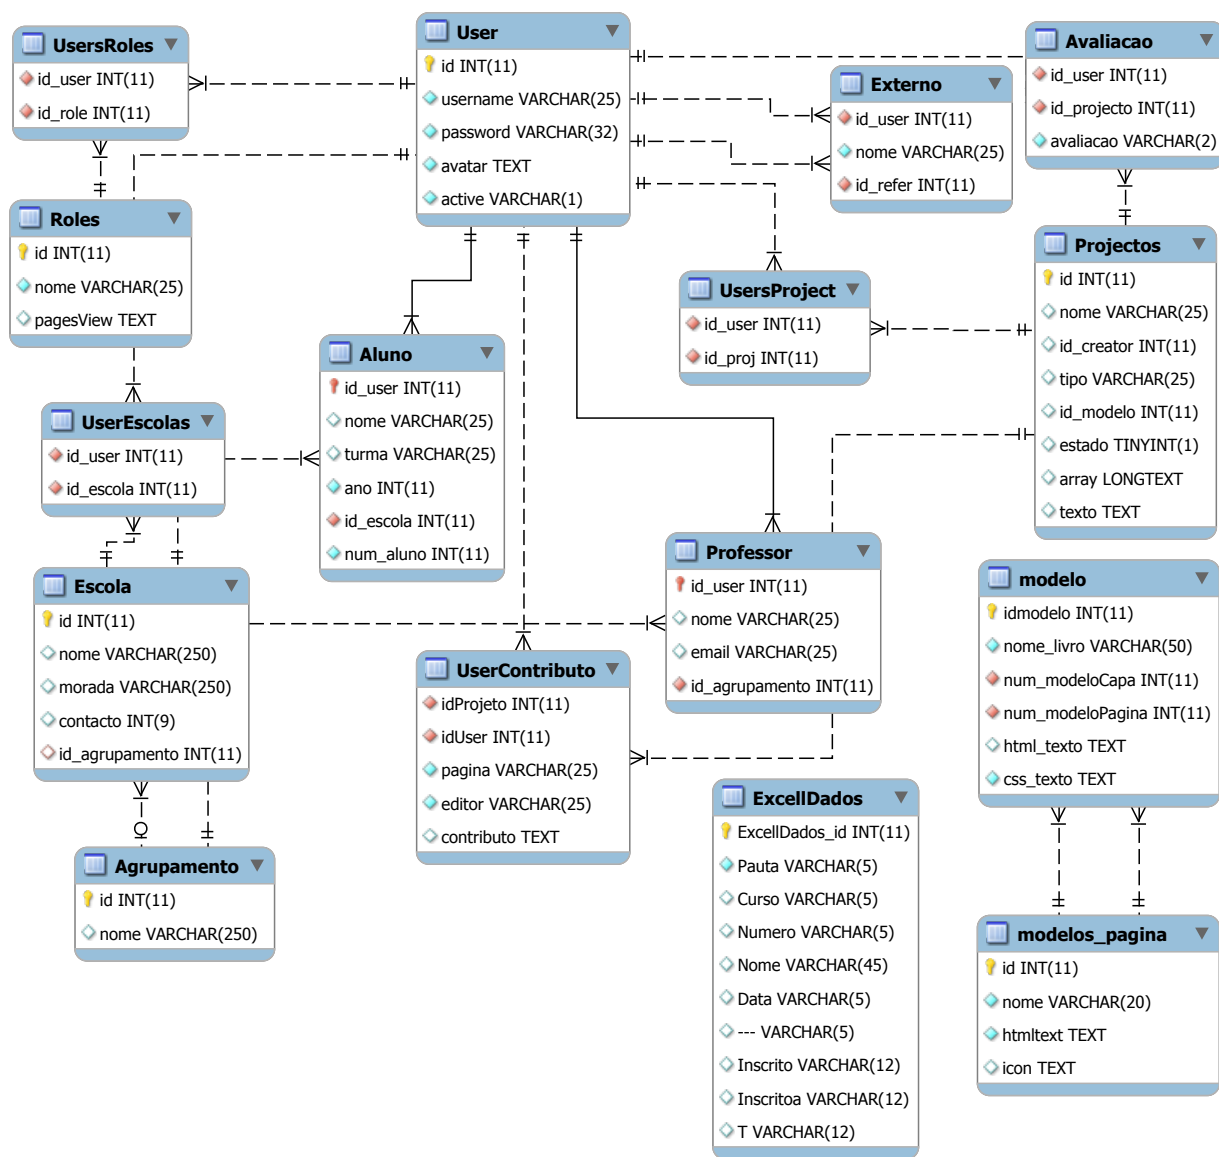 UsersRoles
id_user INT(11)
id_role INT(11)
User
id INT(11)
username VARCHAR(25)
password VARCHAR(32)
avatar TEXT
active VARCHAR(1)
Externo
id_user INT(11)
nome VARCHAR(25)
id_refer INT(11)
Avaliacao
id_user INT(11)
id_projecto INT(11)
avaliacao VARCHAR(2)
Roles
id INT(11)
nome VARCHAR(25)
pagesView TEXT
UsersProject
id_user INT(11)
id_proj INT(11)
Projectos
id INT(11)
nome VARCHAR(25)
id_creator INT(11)
tipo VARCHAR(25)
id_modelo INT(11)
estado TINYINT(1)
array LONGTEXT
texto TEXT
Aluno
id_user INT(11)
nome VARCHAR(25)
turma VARCHAR(25)
ano INT(11)
id_escola INT(11)
num_aluno INT(11)
UserEscolas
id_user INT(11)
id_escola INT(11)
Escola
id INT(11)
nome VARCHAR(250)
morada VARCHAR(250)
contacto INT(9)
id_agrupamento INT(11)
Professor
id_user INT(11)
nome VARCHAR(25)
email VARCHAR(25)
id_agrupamento INT(11)
modelo
idmodelo INT(11)
nome_livro VARCHAR(50)
num_modeloCapa INT(11)
num_modeloPagina INT(11)
html_texto TEXT
css_texto TEXT
UserContributo
idProjeto INT(11)
idUser INT(11)
pagina VARCHAR(25)
editor VARCHAR(25)
contributo TEXT
Agrupamento
id INT(11)
nome VARCHAR(250)
ExcellDados
ExcellDados_id INT(11)
Pauta VARCHAR(5)
Curso VARCHAR(5)
Numero VARCHAR(5)
Nome VARCHAR(45)
Data VARCHAR(5)
--- VARCHAR(5)
Inscrito VARCHAR(12)
Inscritoa VARCHAR(12)
T VARCHAR(12)
modelos_pagina
id INT(11)
nome VARCHAR(20)
htmltext TEXT
icon TEXT